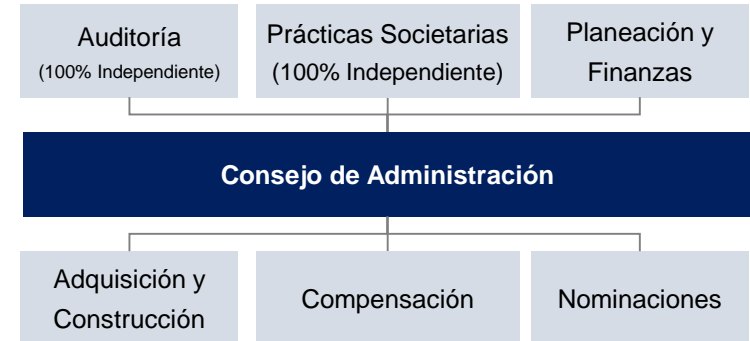 Auditoría
(100% Independiente)
Prácticas Societarias
(100% Independiente)
Planeación y
Finanzas
Consejo de Administración
Adquisición y
Construcción
Compensación
Nominaciones